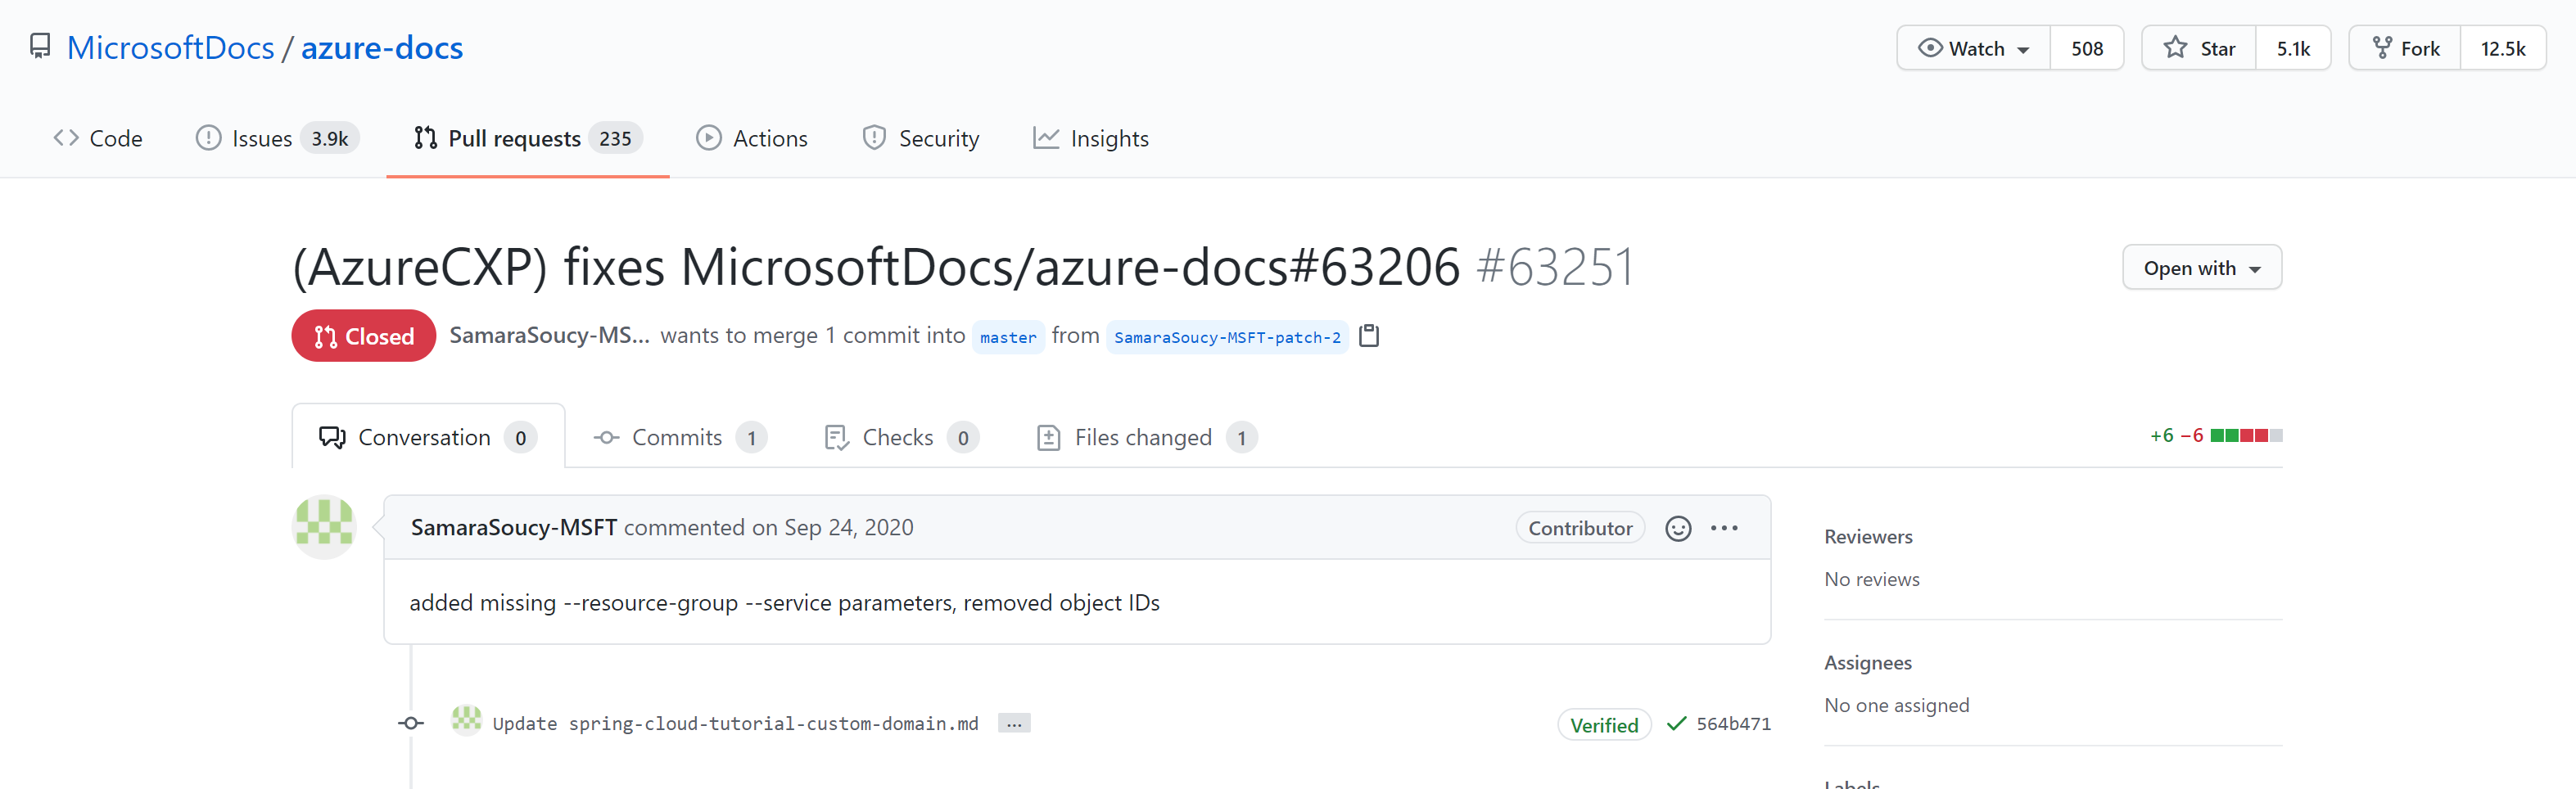 MicrosoftDocs / azure-docs
Watch 508 Star 5.1k Fork 12.5k
Code Issues 3.9k Pull requests 235 Actions Security Insights
(AzureCXP) fixes MicrosoftDocs/azure-docs#63206 #63251
Open with
Closed SamaraSoucy-MS... wants to merge 1 commit into master from SamaraSoucy-MSFT-patch-2
Conversation 0 Commits 1 Checks 0 Files changed 1
+6 −6
SamaraSoucy-MSFT commented on Sep 24, 2020 Contributor ...
added missing --resource-group --service parameters, removed object IDs
Update spring-cloud-tutorial-custom-domain.md ... Verified 564b471
Reviewers
No reviews
Assignees
No one assigned
Labels